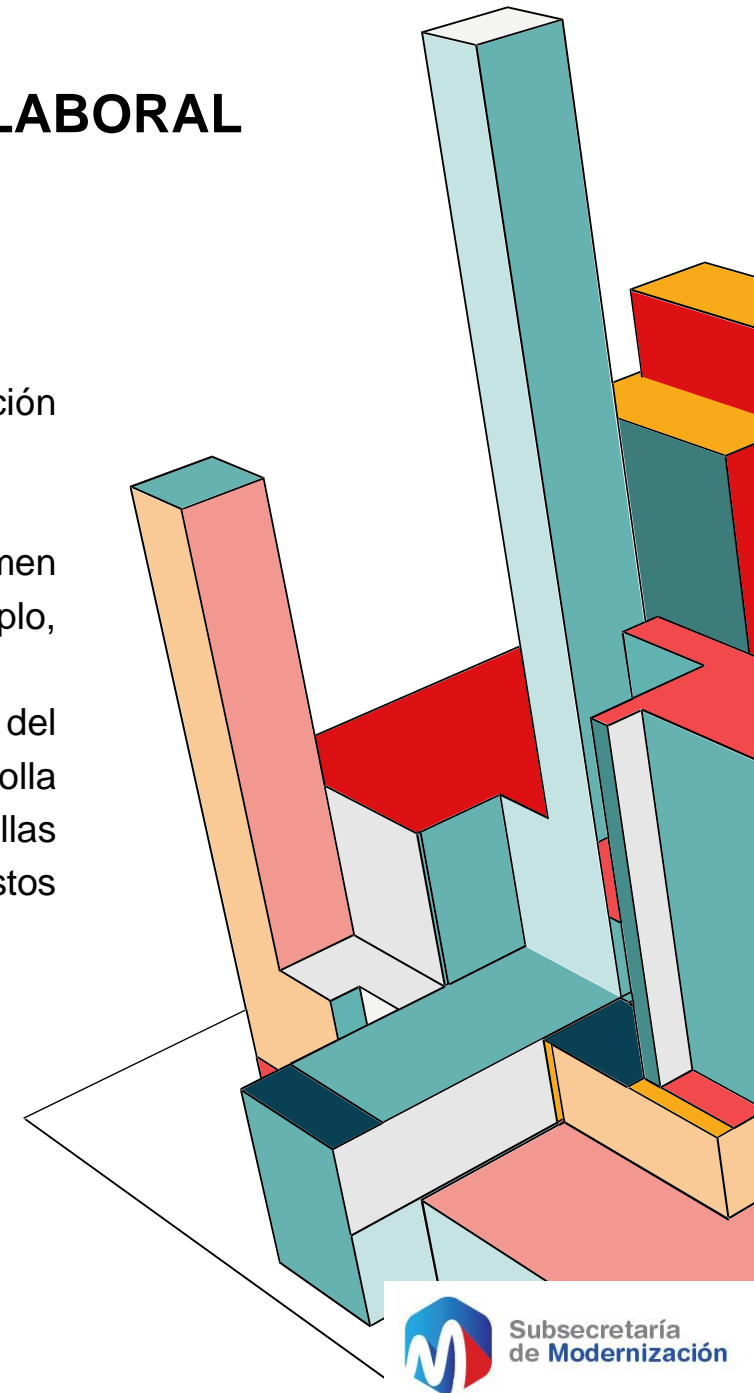 LABORAL
ción
men
plo,
del
olla
llas
stos
Subsecretaría
de Modernización